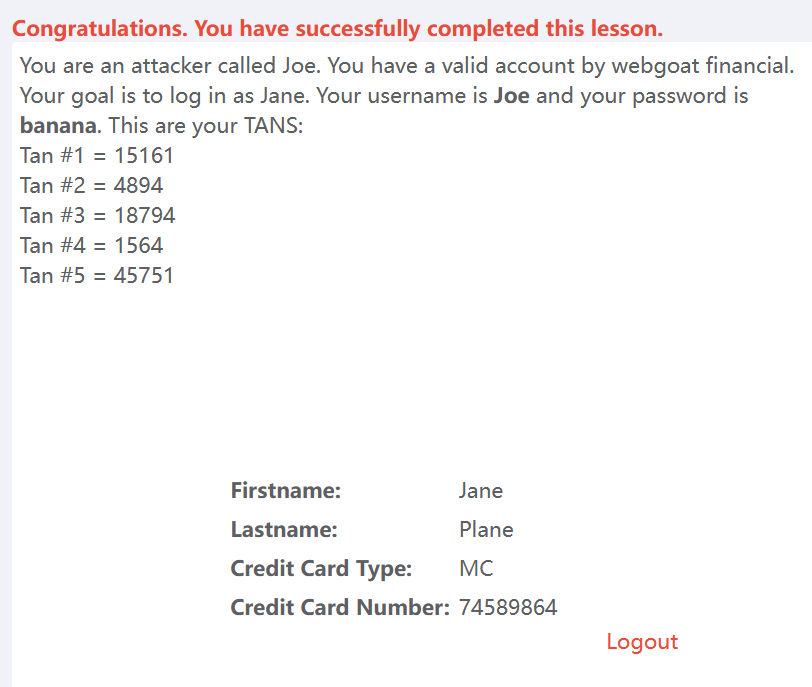 Congratulations. You have successfully completed this lesson.
You are an attacker called Joe. You have a valid account by webgoat financial.
Your goal is to log in as Jane. Your username is Joe and your password is
banana. This are your TANS:
Tan #1 = 15161
Tan #2 = 4894
Tan #3 = 18794
Tan #4 = 1564
Tan #5 = 45751
Firstname: Jane
Lastname: Plane
Credit Card Type: MC
Credit Card Number: 74589864
Logout